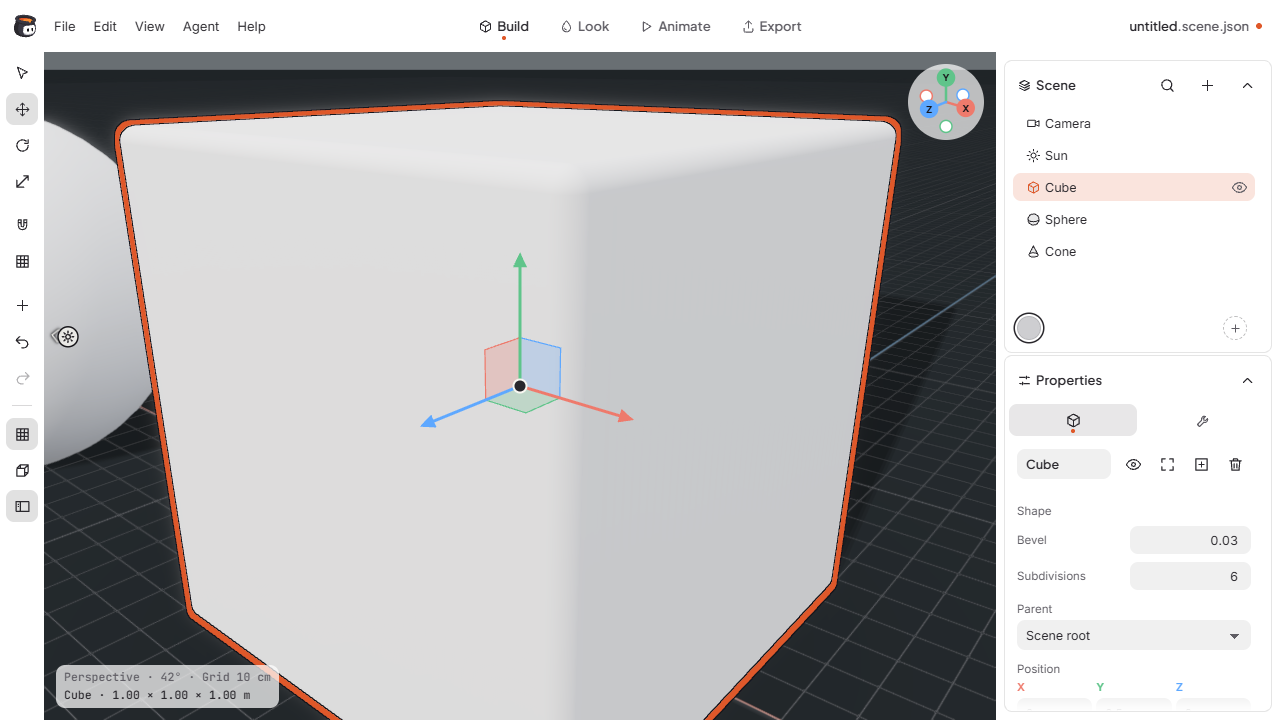 File Edit View Agent Help
Build Look Animate Export
untitled.scene.json
Scene
Camera
Sun
Cube
Sphere
Cone
Y
Z
X
Properties
Cube
Shape
Bevel 0.03
Subdivisions 6
Parent
Scene root
Position
X Y Z
Perspective · 42° · Grid 10 cm
Cube · 1.00 × 1.00 × 1.00 m